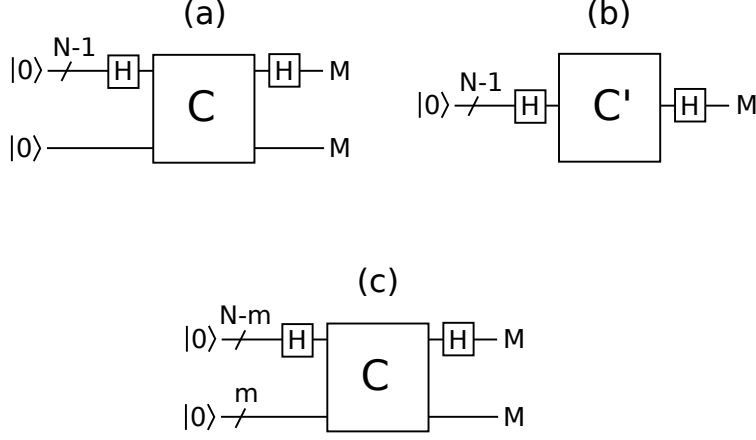 (a)
N-1
|0⟩ H C H M
|0⟩ M
(b)
N-1
|0⟩ H C' H M
(c)
N-m
|0⟩ H C H M
m
|0⟩ M